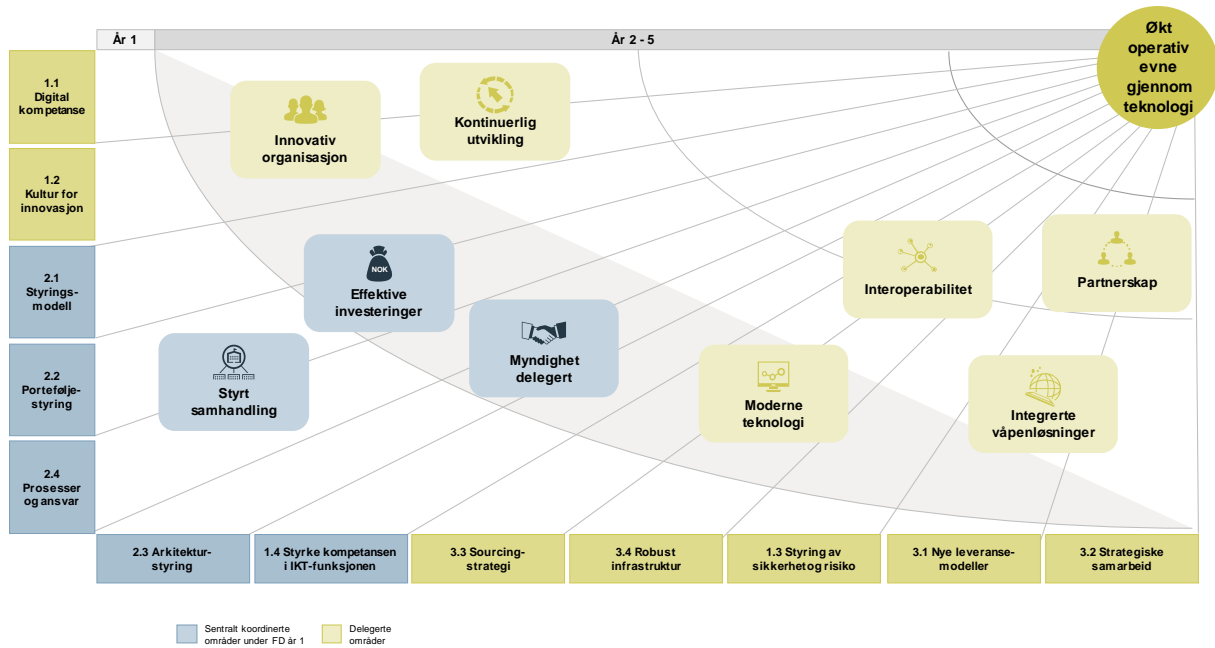 År 1
År 2 - 5
Økt
operativ
evne
gjennom
teknologi
1.1
Digital
kompetanse
1.2
Kultur for
innovasjon
2.1
Styrings-
modell
2.2
Portefølje-
styring
2.4
Prosesser
og ansvar
Innovativ
organisasjon
Kontinuerlig
utvikling
NOK
Effektive
investeringer
Styrt
samhandling
Myndighet
delegert
Interoperabilitet
Partnerskap
Moderne
teknologi
Integrerte
våpenløsninger
2.3 Arkitektur-
styring
1.4 Styrke kompetansen
i IKT-funksjonen
3.3 Sourcing-
strategi
3.4 Robust
infrastruktur
1.3 Styring av
sikkerhet og risiko
3.1 Nye leveranse-
modeller
3.2 Strategiske
samarbeid
Sentralt koordinerte
områder under FD år 1
Delegerte
områder